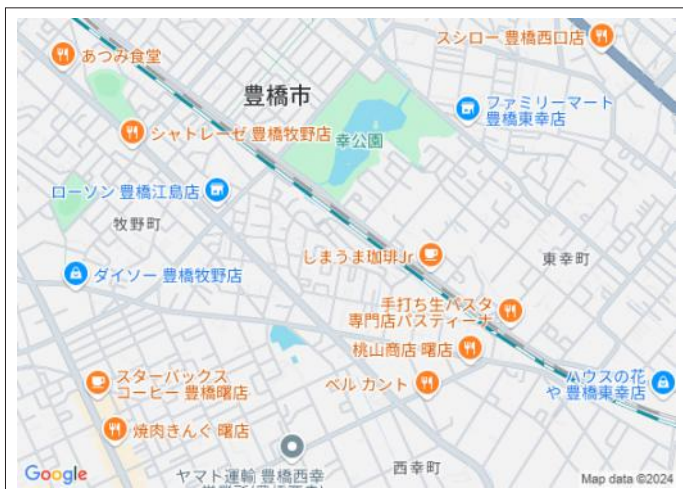 スシロー 豊橋西口店
あつみ食堂
豊橋市
ファミリーマート
豊橋東幸店
シャトレーゼ 豊橋牧野店
幸公園
ローソン 豊橋江島店
牧野町
しまうま珈琲Jr
東幸町
ダイソー 豊橋牧野店
手打ち生パスタ
専門店パスティーナ
桃山商店 曙店
スターバックス
コーヒー 豊橋曙店
ベル カント
ハウスの花
や 豊橋東幸店
焼肉きんぐ 曙店
西幸町
ヤマト運輸 豊橋西幸
Google
Map data ©2024